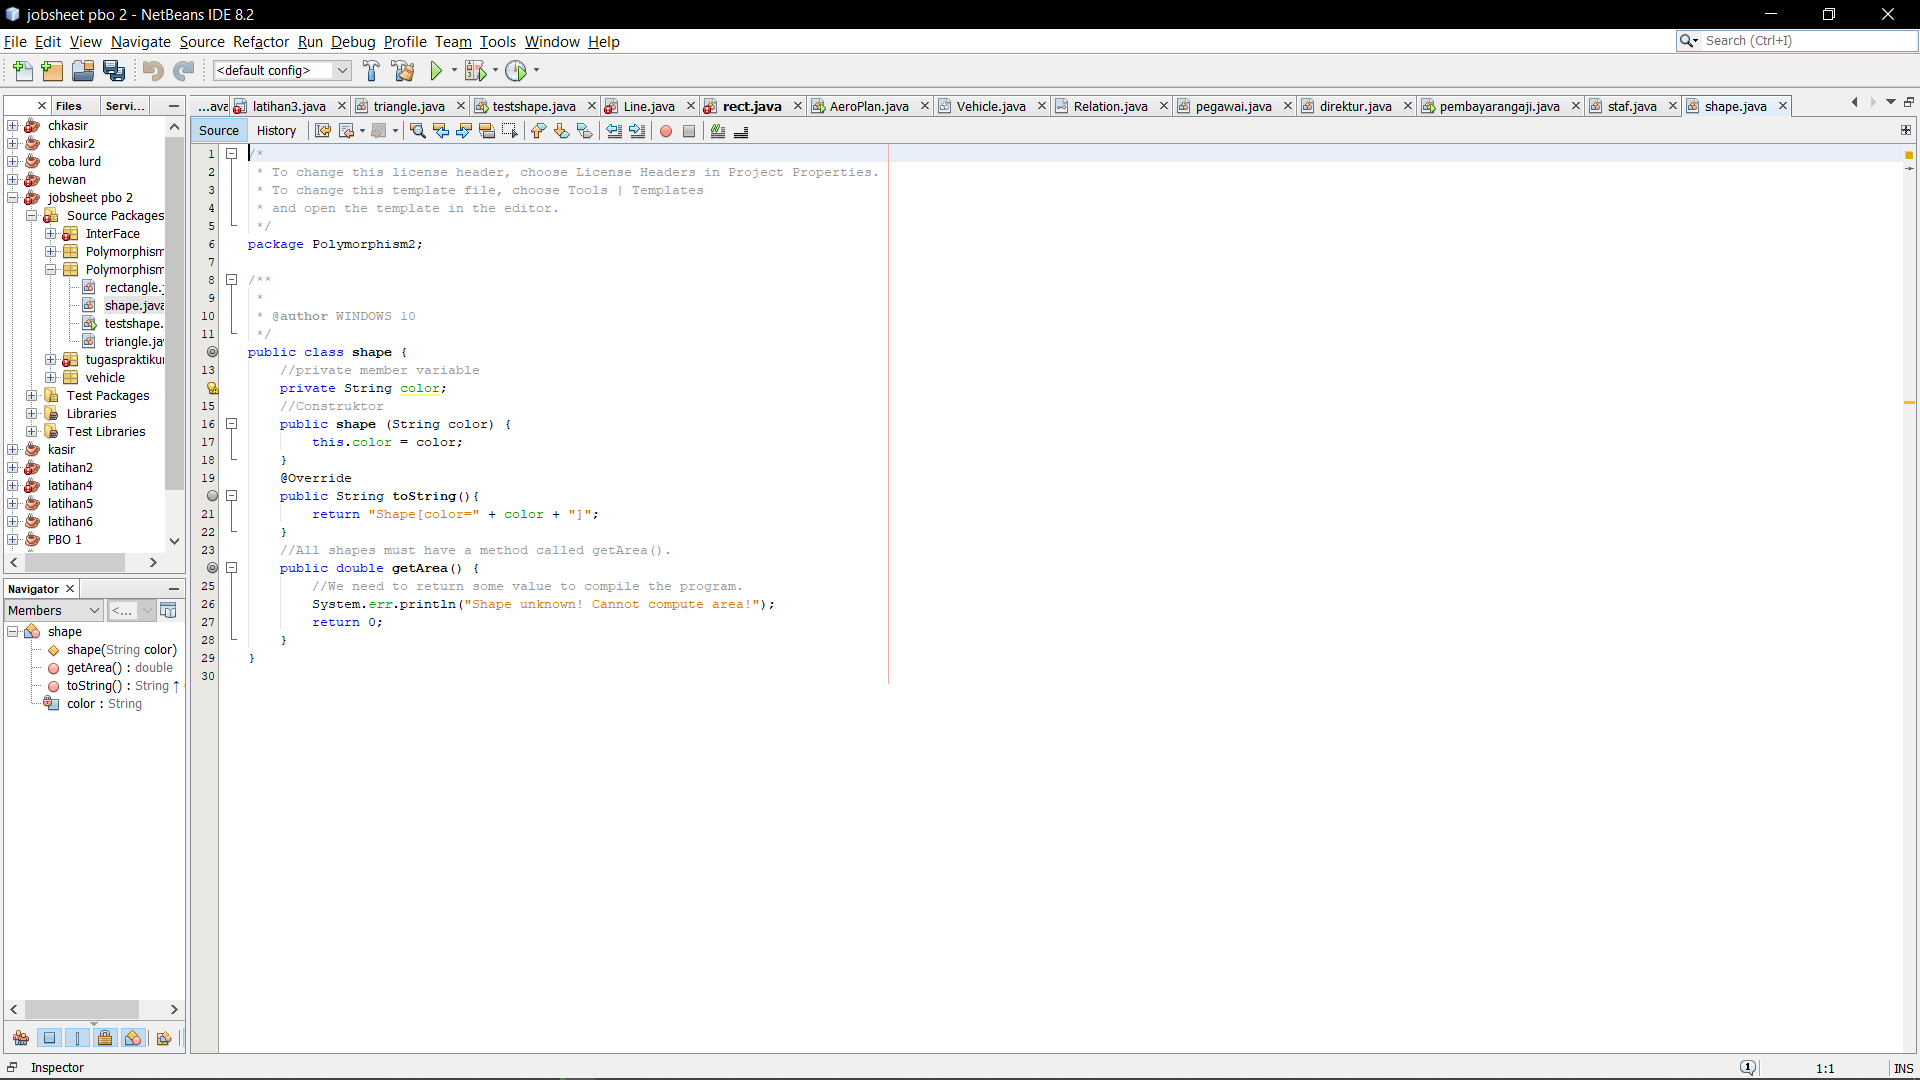 jobsheet pbo 2 - NetBeans IDE 8.2
File Edit View Navigate Source Refactor Run Debug Profile Team Tools Window Help
Search (Ctrl+I)
<default config>
Files Servi...
...ava latihan3.java triangle.java testshape.java Line.java rect.java AeroPlan.java Vehicle.java Relation.java pegawai.java direktur.java pembayarangaji.java staf.java shape.java
Source History
chkasir
chkasir2
coba lurd
hewan
jobsheet pbo 2
Source Packages
InterFace
Polymorphism
Polymorphism
rectangle.j
shape.java
testshape.
triangle.ja
tugaspraktiku
vehicle
Test Packages
Libraries
Test Libraries
kasir
latihan2
latihan4
latihan5
latihan6
PBO 1
Navigator
Members <...
shape
shape(String color)
getArea() : double
toString() : String ↑
color : String
1 /*
2  * To change this license header, choose License Headers in Project Properties.
3  * To change this template file, choose Tools | Templates
4  * and open the template in the editor.
5  */
6 package Polymorphism2;
7
8 /**
9  *
10  * @author WINDOWS 10
11  */
public class shape {
13     //private member variable
    private String color;
15     //Construktor
16     public shape (String color) {
17         this.color = color;
18     }
19     @Override
    public String toString(){
21         return "Shape[color=" + color + "]";
22     }
23     //All shapes must have a method called getArea().
    public double getArea() {
25         //We need to return some value to compile the program.
26         System.err.println("Shape unknown! Cannot compute area!");
27         return 0;
28     }
29 }
30
Inspector
1:1 INS